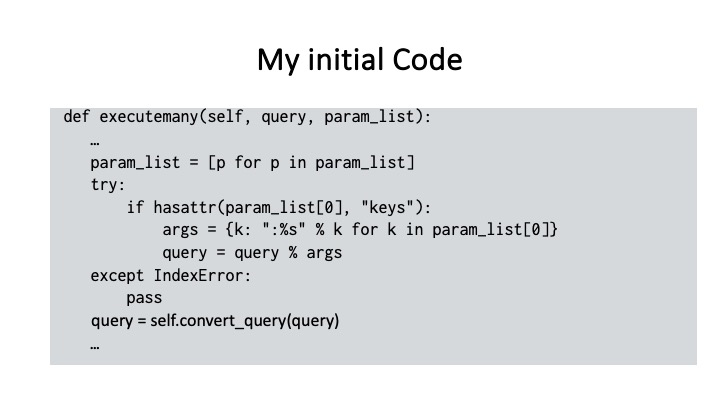 My initial Code
def executemany(self, query, param_list):
…
param_list = [p for p in param_list]
try:
if hasattr(param_list[0], "keys"):
args = {k: ":%s" % k for k in param_list[0]}
query = query % args
except IndexError:
pass
query = self.convert_query(query)
…